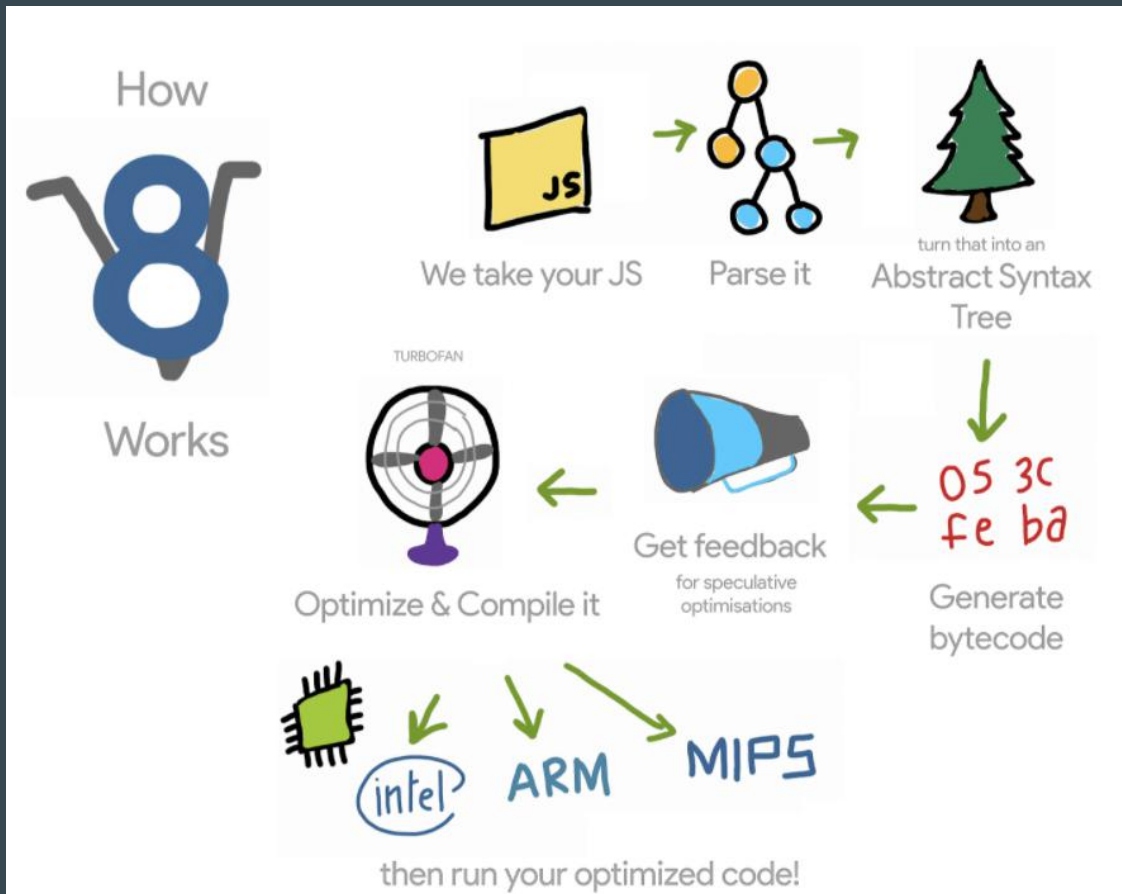 How
8
Works
JS
We take your JS
Parse it
turn that into an
Abstract Syntax
Tree
05 3c
fe ba
Generate
bytecode
Get feedback
for speculative
optimisations
TURBOFAN
Optimize & Compile it
intel
ARM
MIPS
then run your optimized code!